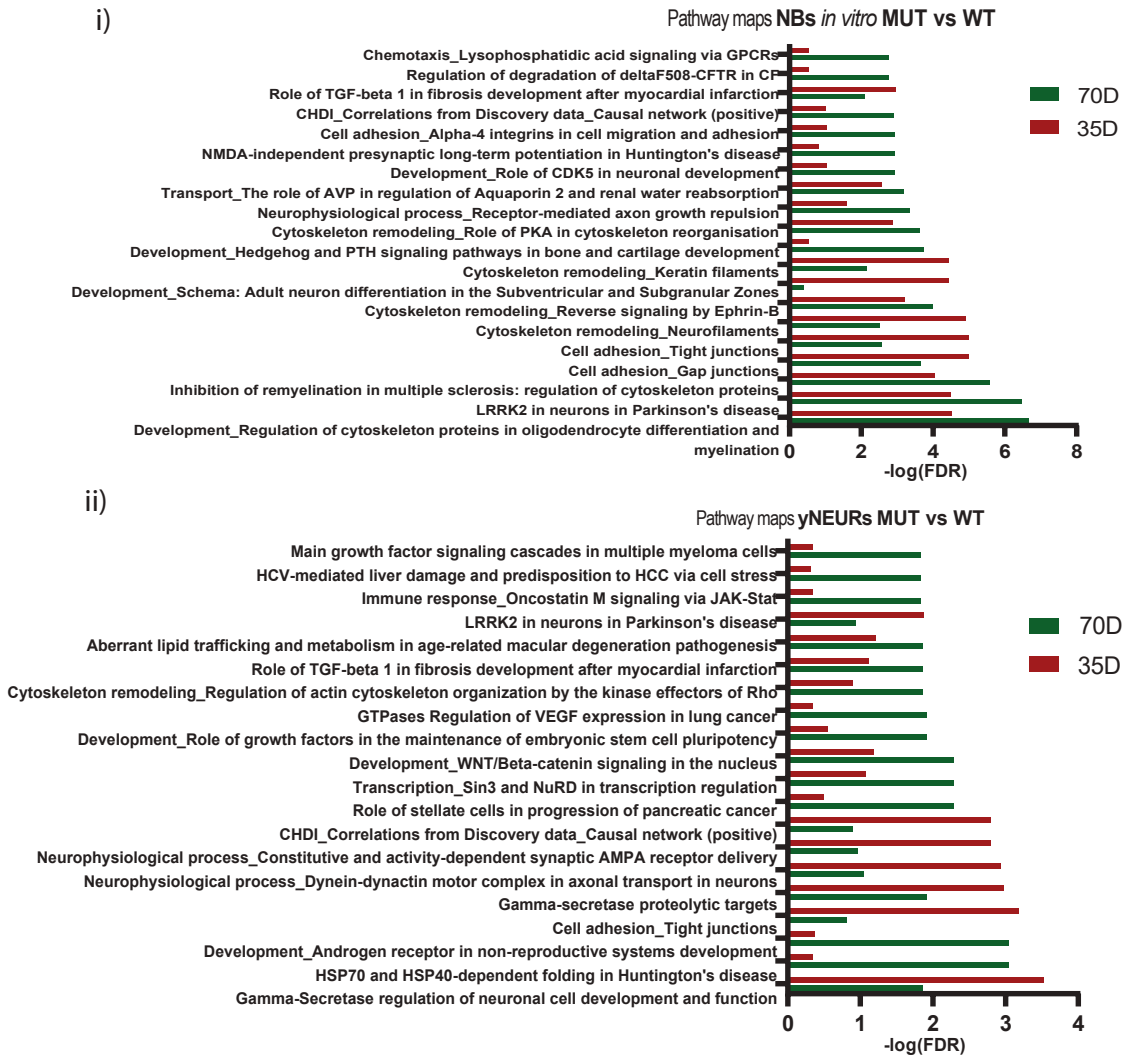 i)
Pathway maps NBs in vitro MUT vs WT
Chemotaxis_Lysophosphatidic acid signaling via GPCRs
Regulation of degradation of deltaF508-CFTR in CF
Role of TGF-beta 1 in fibrosis development after myocardial infarction
CHDI_Correlations from Discovery data_Causal network (positive)
Cell adhesion_Alpha-4 integrins in cell migration and adhesion
NMDA-independent presynaptic long-term potentiation in Huntington's disease
Development_Role of CDK5 in neuronal development
Transport_The role of AVP in regulation of Aquaporin 2 and renal water reabsorption
Neurophysiological process_Receptor-mediated axon growth repulsion
Cytoskeleton remodeling_Role of PKA in cytoskeleton reorganisation
Development_Hedgehog and PTH signaling pathways in bone and cartilage development
Cytoskeleton remodeling_Keratin filaments
Development_Schema: Adult neuron differentiation in the Subventricular and Subgranular Zones
Cytoskeleton remodeling_Reverse signaling by Ephrin-B
Cytoskeleton remodeling_Neurofilaments
Cell adhesion_Tight junctions
Cell adhesion_Gap junctions
Inhibition of remyelination in multiple sclerosis: regulation of cytoskeleton proteins
LRRK2 in neurons in Parkinson's disease
Development_Regulation of cytoskeleton proteins in oligodendrocyte differentiation and
myelination
0 2 4 6 8
-log(FDR)
70D
35D
ii)
Pathway maps yNEURs MUT vs WT
Main growth factor signaling cascades in multiple myeloma cells
HCV-mediated liver damage and predisposition to HCC via cell stress
Immune response_Oncostatin M signaling via JAK-Stat
LRRK2 in neurons in Parkinson's disease
Aberrant lipid trafficking and metabolism in age-related macular degeneration pathogenesis
Role of TGF-beta 1 in fibrosis development after myocardial infarction
Cytoskeleton remodeling_Regulation of actin cytoskeleton organization by the kinase effectors of Rho
GTPases Regulation of VEGF expression in lung cancer
Development_Role of growth factors in the maintenance of embryonic stem cell pluripotency
Development_WNT/Beta-catenin signaling in the nucleus
Transcription_Sin3 and NuRD in transcription regulation
Role of stellate cells in progression of pancreatic cancer
CHDI_Correlations from Discovery data_Causal network (positive)
Neurophysiological process_Constitutive and activity-dependent synaptic AMPA receptor delivery
Neurophysiological process_Dynein-dynactin motor complex in axonal transport in neurons
Gamma-secretase proteolytic targets
Cell adhesion_Tight junctions
Development_Androgen receptor in non-reproductive systems development
HSP70 and HSP40-dependent folding in Huntington's disease
Gamma-Secretase regulation of neuronal cell development and function
0 1 2 3 4
-log(FDR)
70D
35D